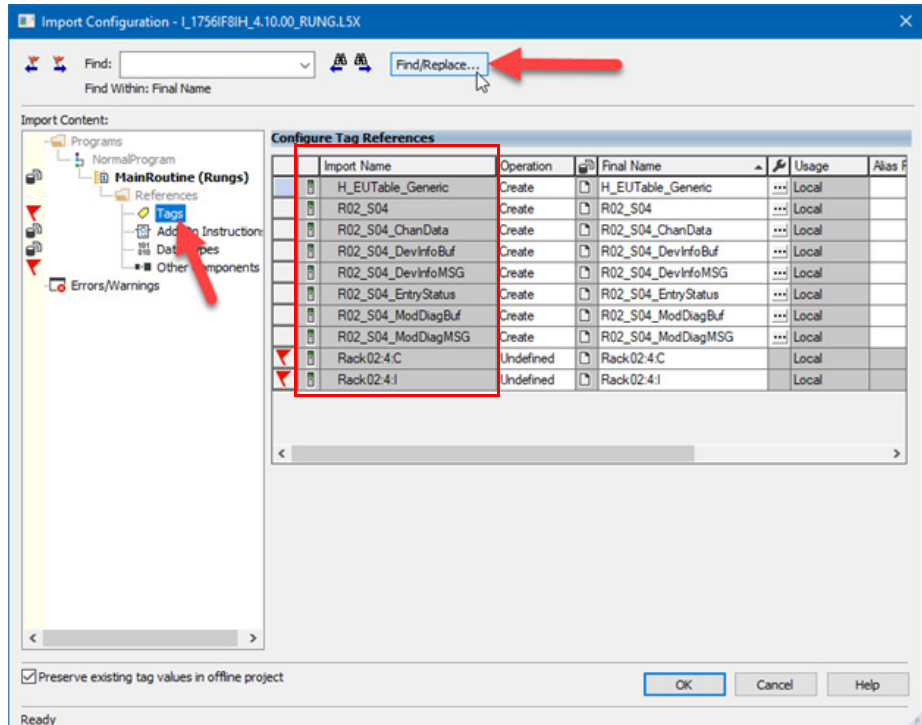 Import Configuration - I_1756IF8IH_4.10.00_RUNG.L5X
Find:
Find/Replace...
Find Within: Final Name
Import Content:
Programs
NormalProgram
MainRoutine (Rungs)
References
Tags
Add-On Instruction
Data Types
Other Components
Errors/Warnings
Configure Tag References
Import Name Operation Final Name Usage Alias F
H_EUTable_Generic Create H_EUTable_Generic ... Local
R02_S04 Create R02_S04 ... Local
R02_S04_ChanData Create R02_S04_ChanData ... Local
R02_S04_DevInfoBuf Create R02_S04_DevInfoBuf ... Local
R02_S04_DevInfoMSG Create R02_S04_DevInfoMSG ... Local
R02_S04_EntryStatus Create R02_S04_EntryStatus ... Local
R02_S04_ModDiagBuf Create R02_S04_ModDiagBuf ... Local
R02_S04_ModDiagMSG Create R02_S04_ModDiagMSG ... Local
Rack02:4:C Undefined Rack02:4:C Local
Rack02:4:I Undefined Rack02:4:I Local
Preserve existing tag values in offline project
OK Cancel Help
Ready